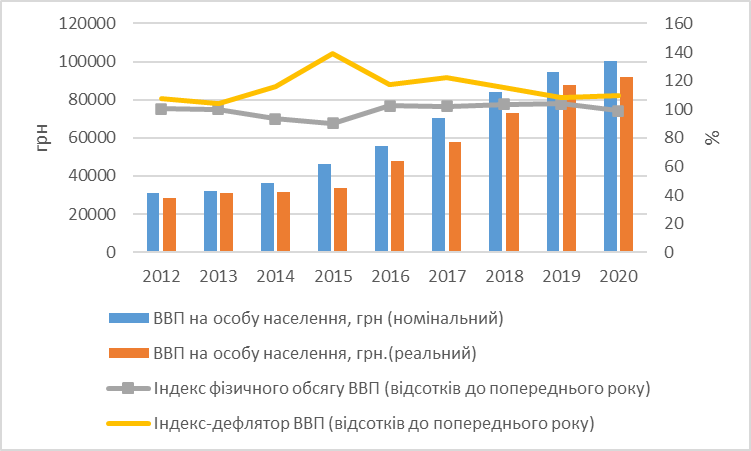 120000
100000
80000
60000
40000
20000
0
грн
160
140
120
100
80
60
40
20
0
%
2012 2013 2014 2015 2016 2017 2018 2019 2020
ВВП на особу населення, грн (номінальний)
ВВП на особу населення, грн.(реальний)
Індекс фізичного обсягу ВВП (відсотків до попереднього року)
Індекс-дефлятор ВВП (відсотків до попереднього року)